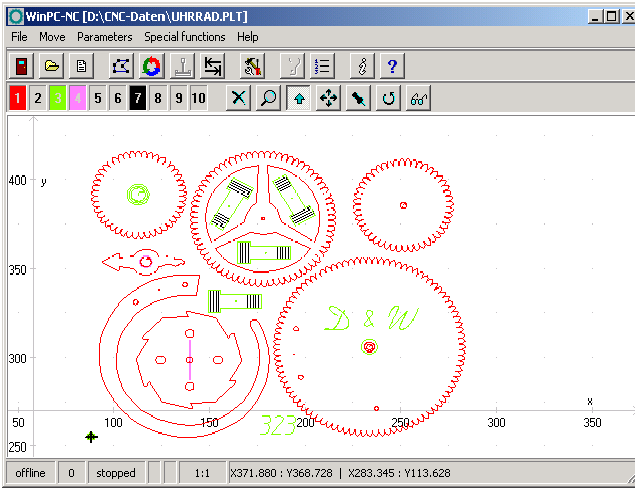 WinPC-NC [D:\CNC-Daten\UHRRAD.PLT]
File Move Parameters Special functions Help
1 2 3 4 5 6 7 8 9 10
400
y
350
D & W
300
x
50 100 150 200 250 300 350
323
250
offline 0 stopped 1:1 X371.880 : Y368.728 | X283.345 : Y113.628